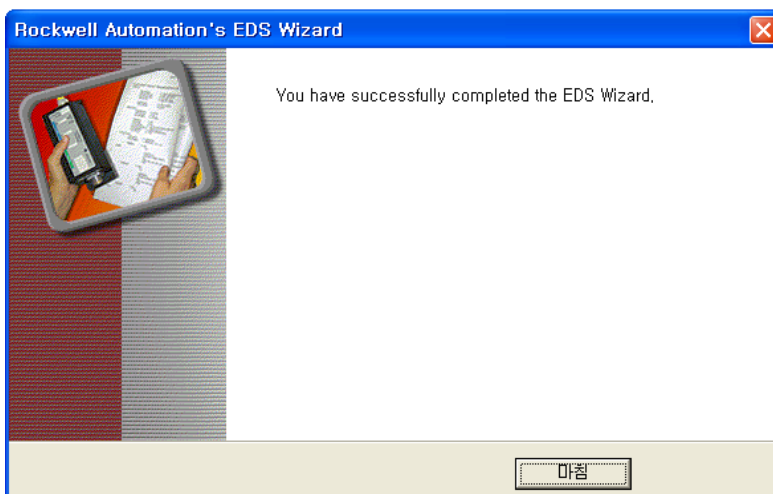 Rockwell Automation's EDS Wizard
You have successfully completed the EDS Wizard.
마침